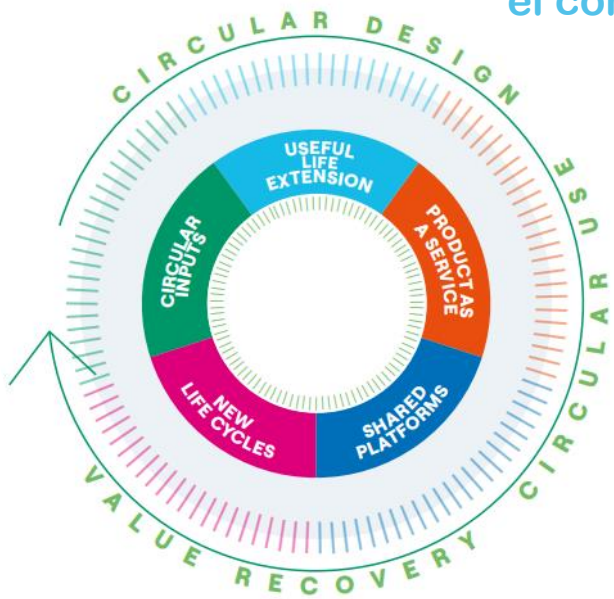 CIRCULAR DESIGN
CIRCULAR USE
VALUE RECOVERY
USEFUL
LIFE
EXTENSION
PRODUCT AS
A SERVICE
SHARED
PLATFORMS
NEW
LIFE CYCLES
CIRCULAR
INPUTS